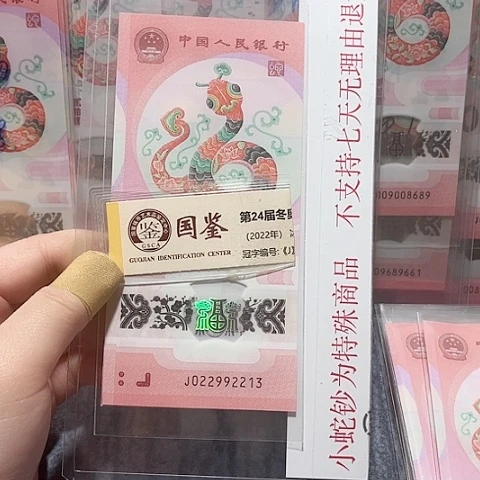 中国人民银行
国鉴
GSCA
GUOJIAN IDENTIFICATION CENTER
第24届冬
(2022年)
冠字编号:《J
J022992213
小蛇钞为特殊商品 不支持七天无理由退
009008689
09689661